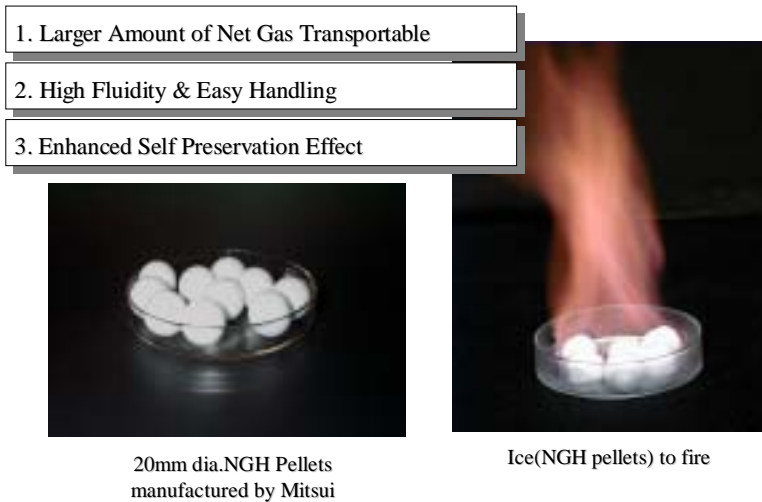 1. Larger Amount of Net Gas Transportable
2. High Fluidity & Easy Handling
3. Enhanced Self Preservation Effect
20mm dia.NGH Pellets
manufactured by Mitsui
Ice(NGH pellets) to fire